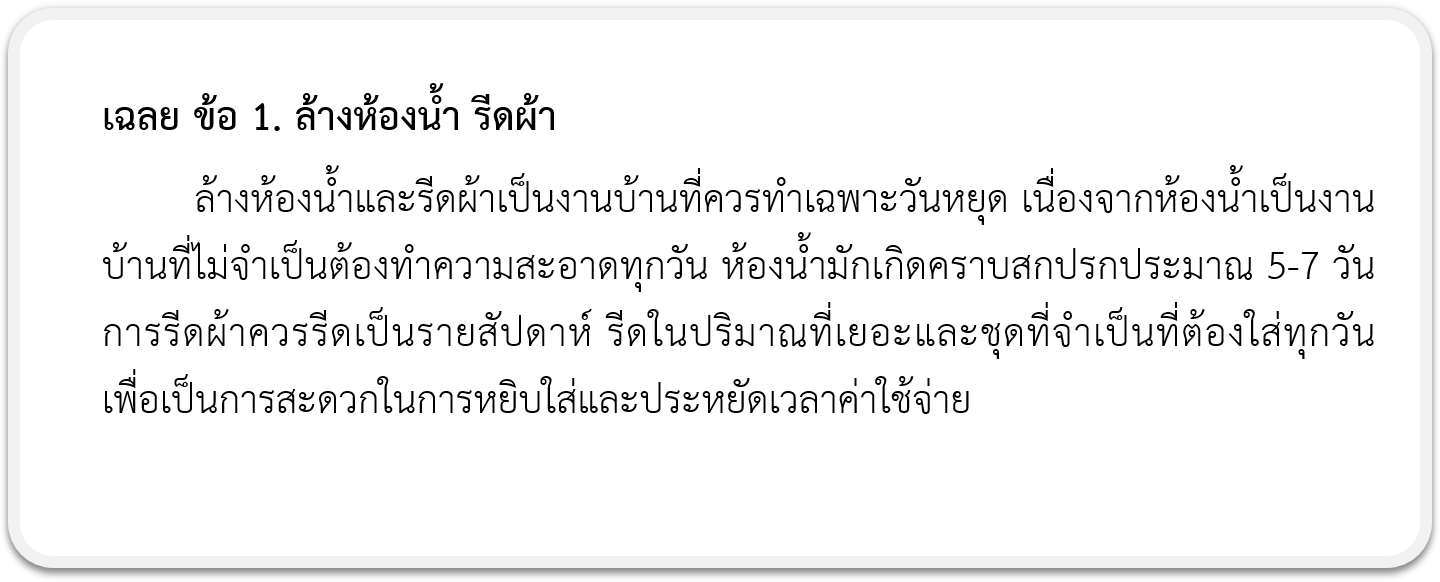 เฉลย ข้อ 1. ล้างห้องน้ำ รีดผ้า
ล้างห้องน้ำและรีดผ้าเป็นงานบ้านที่ควรทำเฉพาะวันหยุด เนื่องจากห้องน้ำเป็นงาน
บ้านที่ไม่จำเป็นต้องทำความสะอาดทุกวัน ห้องน้ำมักเกิดคราบสกปรกประมาณ 5-7 วัน
การรีดผ้าควรรีดเป็นรายสัปดาห์ รีดในปริมาณที่เยอะและชุดที่จำเป็นที่ต้องใส่ทุกวัน
เพื่อเป็นการสะดวกในการหยิบใส่และประหยัดเวลาค่าใช้จ่าย